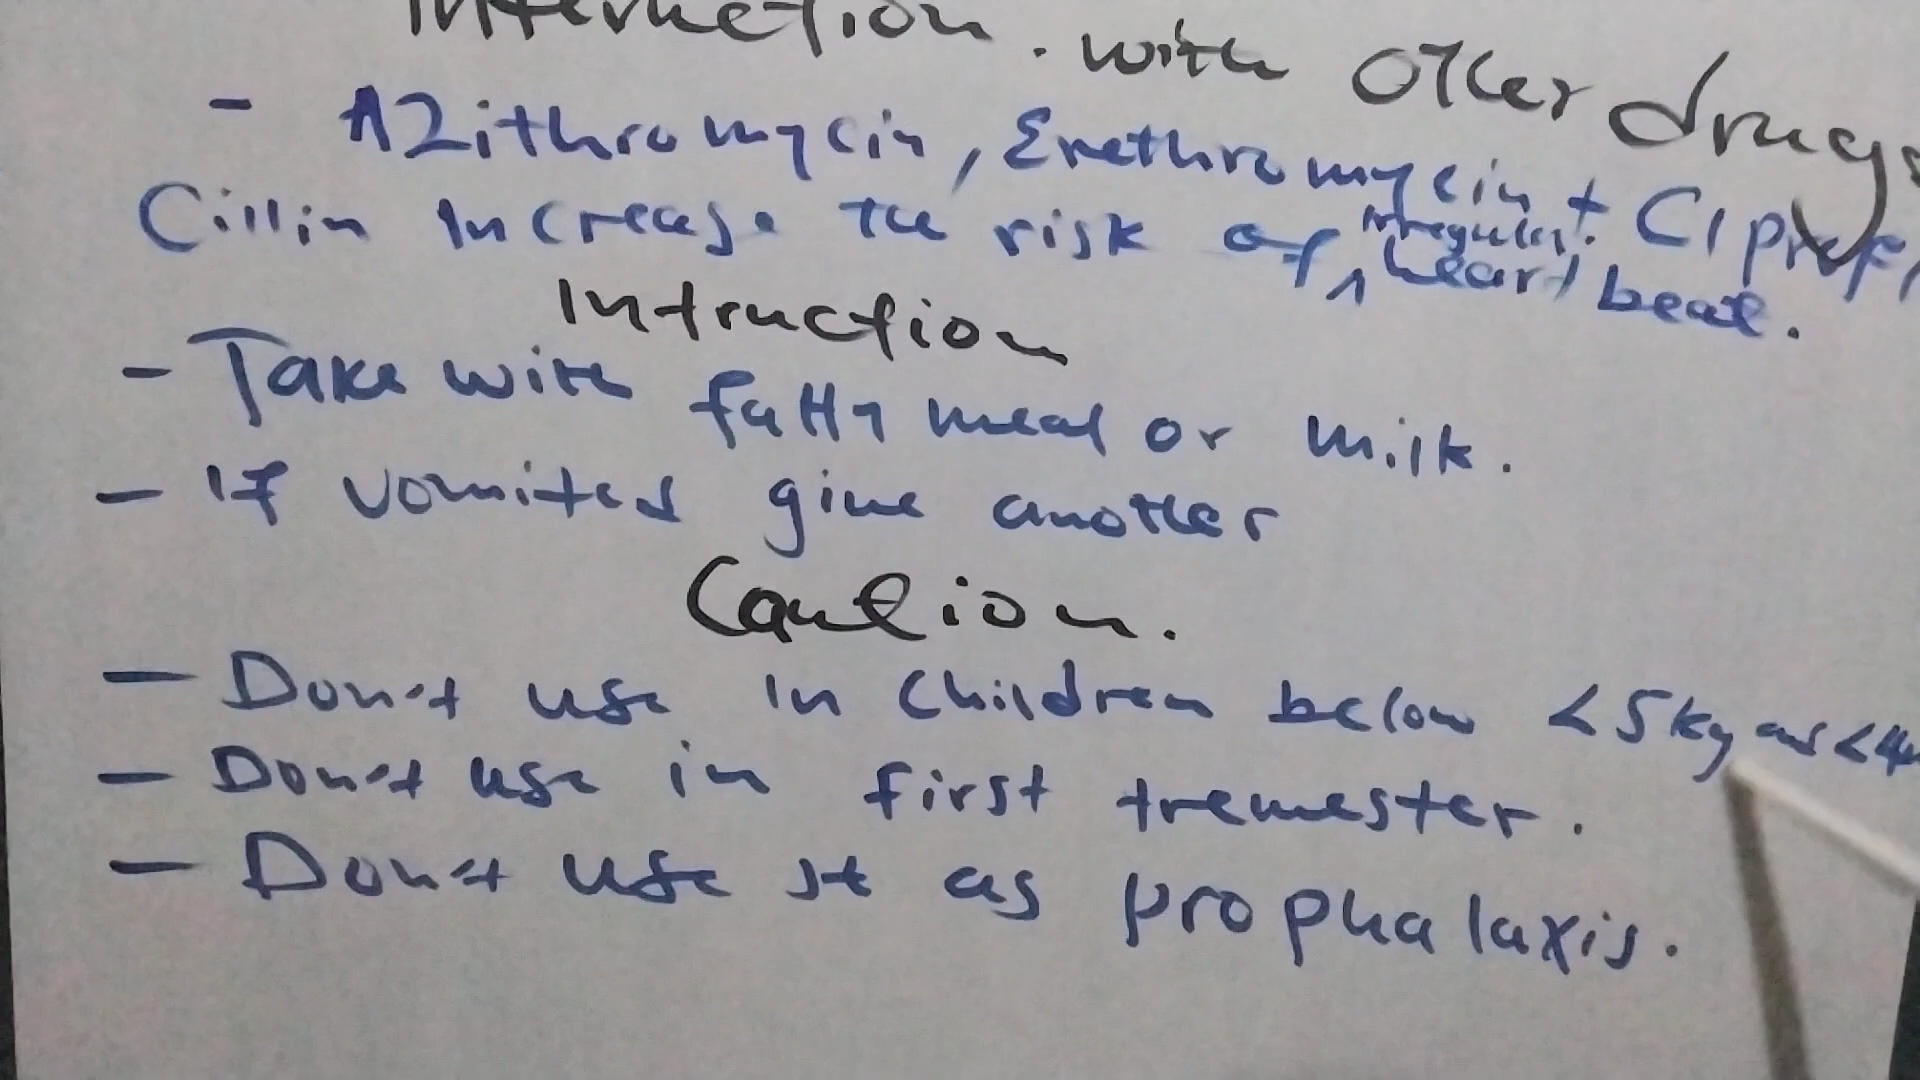 Interaction. with other drugs
- AZithromycin, Erethromycin + Ciprof
Cillin Increase the risk of irregular heart beat.
Intruction
- Take with fatty meal or milk.
- If vomited give another
Caution.
- Don't use in Children below <5kg or <4m
- Don't use in first tremester.
- Don't use it as prophalaxis.